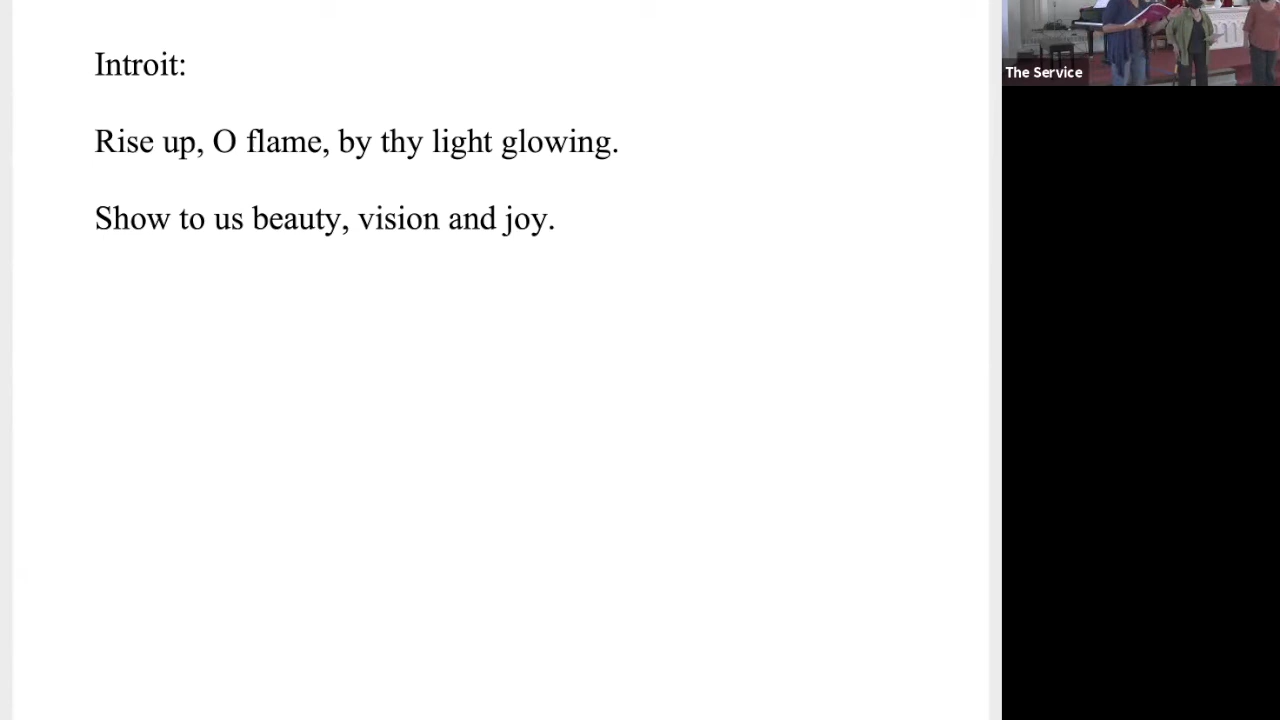 Introit:
Rise up, O flame, by thy light glowing.
Show to us beauty, vision and joy.
The Service